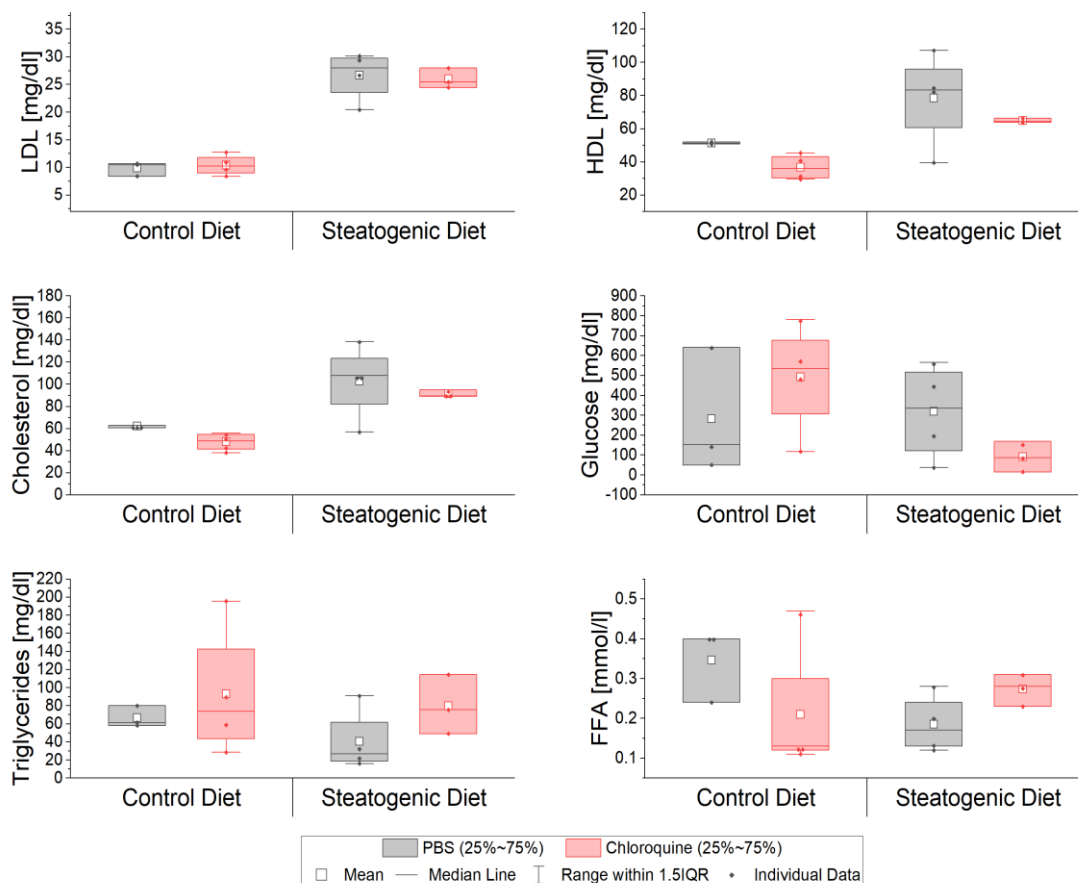 LDL [mg/dl]
35
30
25
20
15
10
5
Control Diet
Steatogenic Diet
HDL [mg/dl]
120
100
80
60
40
20
Control Diet
Steatogenic Diet
Cholesterol [mg/dl]
180
160
140
120
100
80
60
40
20
0
Control Diet
Steatogenic Diet
Glucose [mg/dl]
900
800
700
600
500
400
300
200
100
0
-100
Control Diet
Steatogenic Diet
Triglycerides [mg/dl]
220
200
180
160
140
120
100
80
60
40
20
0
Control Diet
Steatogenic Diet
FFA [mmol/l]
0.5
0.4
0.3
0.2
0.1
Control Diet
Steatogenic Diet
PBS (25%~75%) Chloroquine (25%~75%)
Mean Median Line Range within 1.5IQR Individual Data